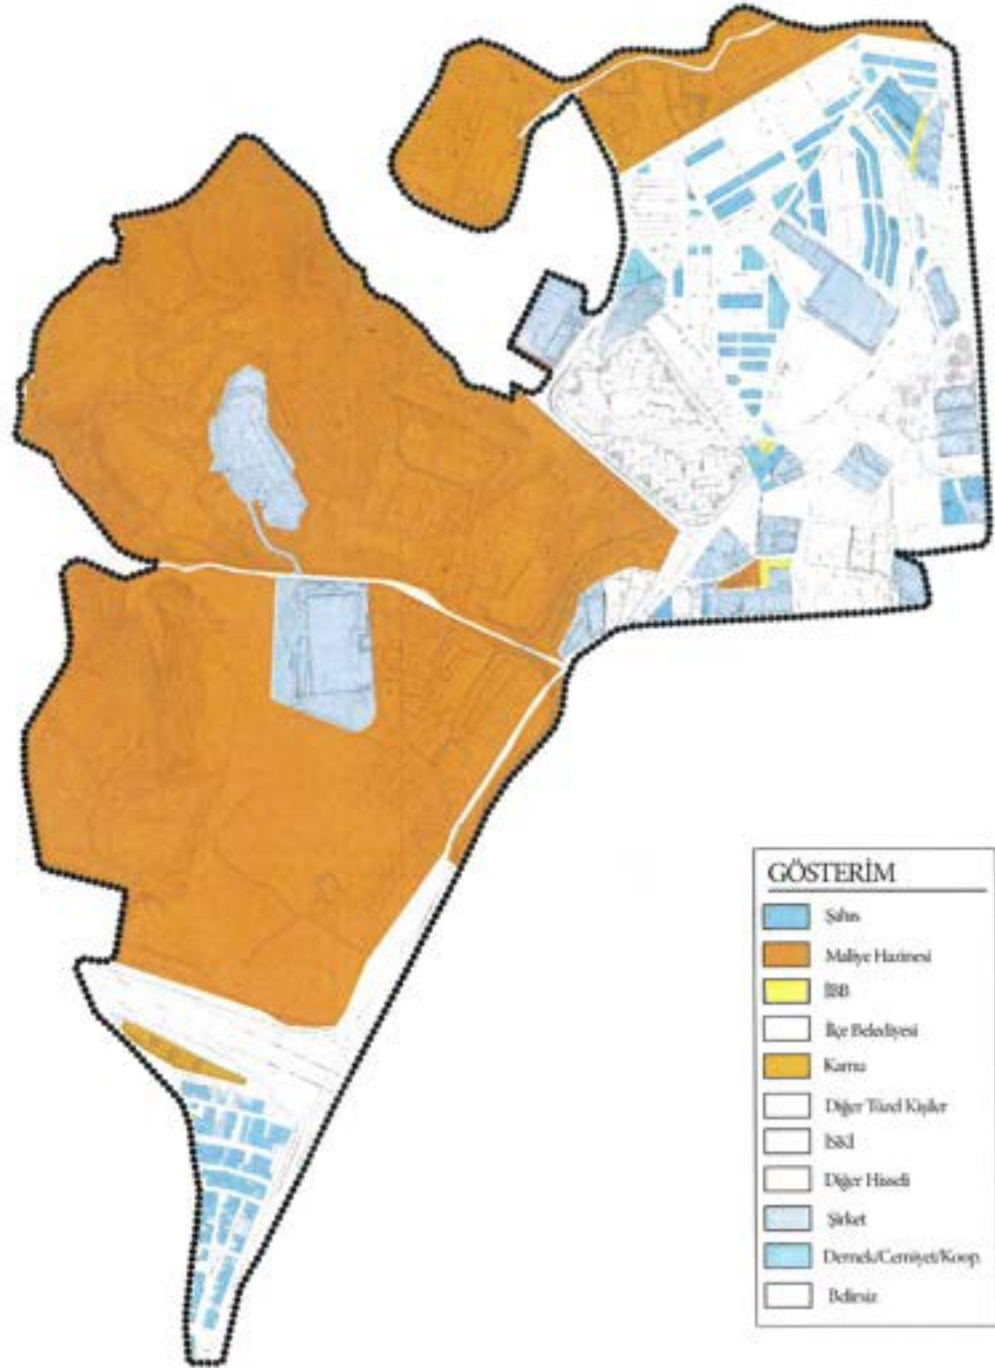 GÖSTERİM
Şahıs
Maliye Hazinesi
İBB
İlçe Belediyesi
Kamu
Diğer Tüzel Kişiler
İSKİ
Diğer Hisseli
Şirket
Dernek/Cemiyet/Koop.
Belirsiz